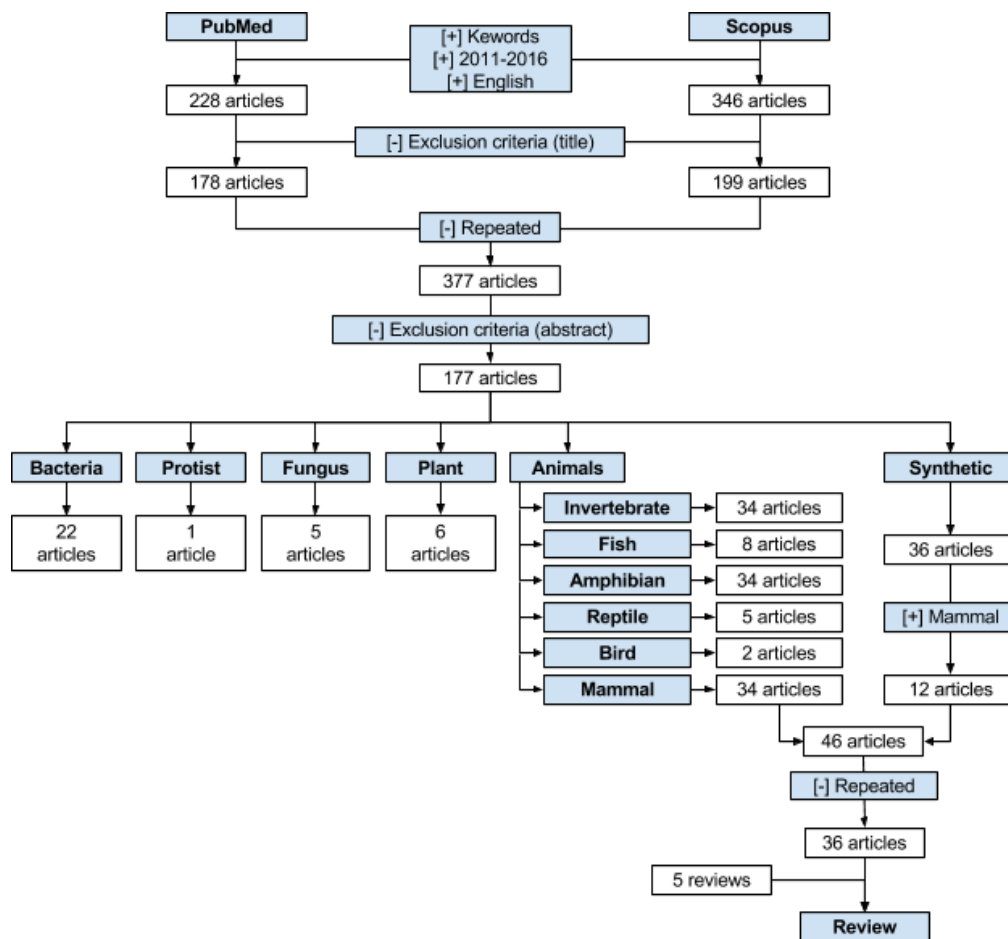 PubMed
Scopus
[+] Kewords
[+] 2011-2016
[+] English
228 articles
346 articles
[-] Exclusion criteria (title)
178 articles
199 articles
[-] Repeated
377 articles
[-] Exclusion criteria (abstract)
177 articles
Bacteria
Protist
Fungus
Plant
Animals
Synthetic
22
articles
1
article
5
articles
6
articles
Invertebrate
34 articles
Fish
8 articles
Amphibian
34 articles
Reptile
5 articles
Bird
2 articles
Mammal
34 articles
36 articles
[+] Mammal
12 articles
46 articles
[-] Repeated
36 articles
5 reviews
Review